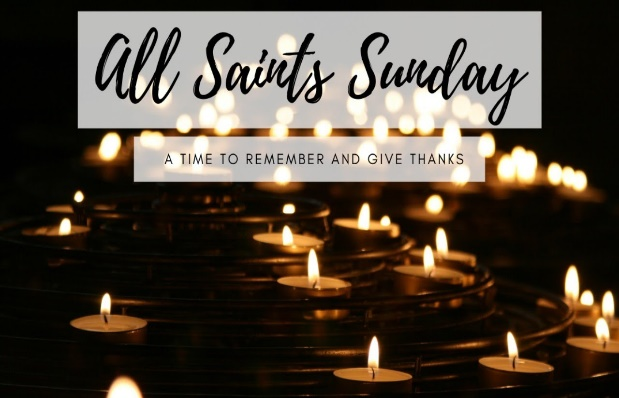 All Saints Sunday
A TIME TO REMEMBER AND GIVE THANKS